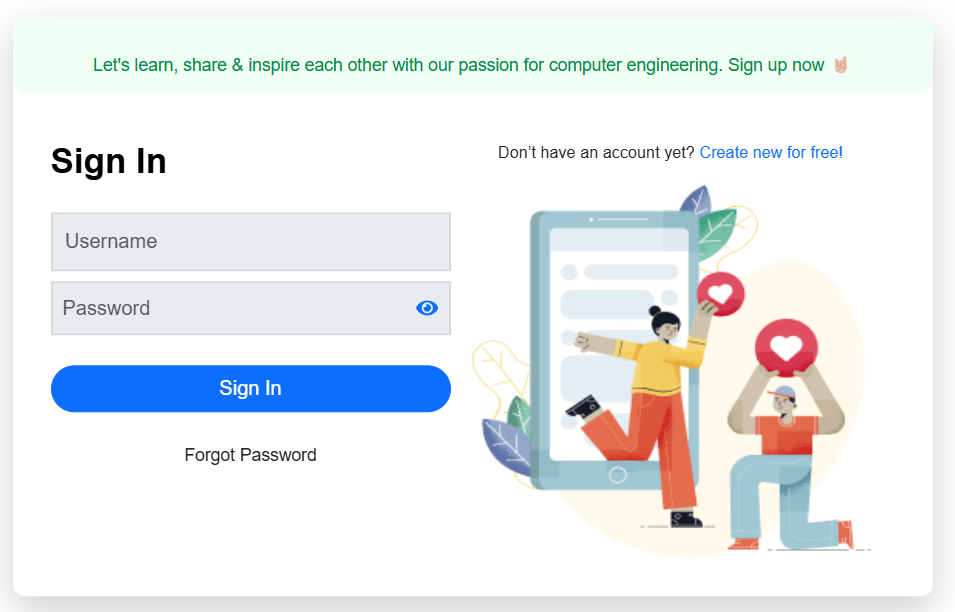 Let's learn, share & inspire each other with our passion for computer engineering. Sign up now 🤘🏼
Sign In
Username
Password
Sign In
Forgot Password
Don’t have an account yet? Create new for free!